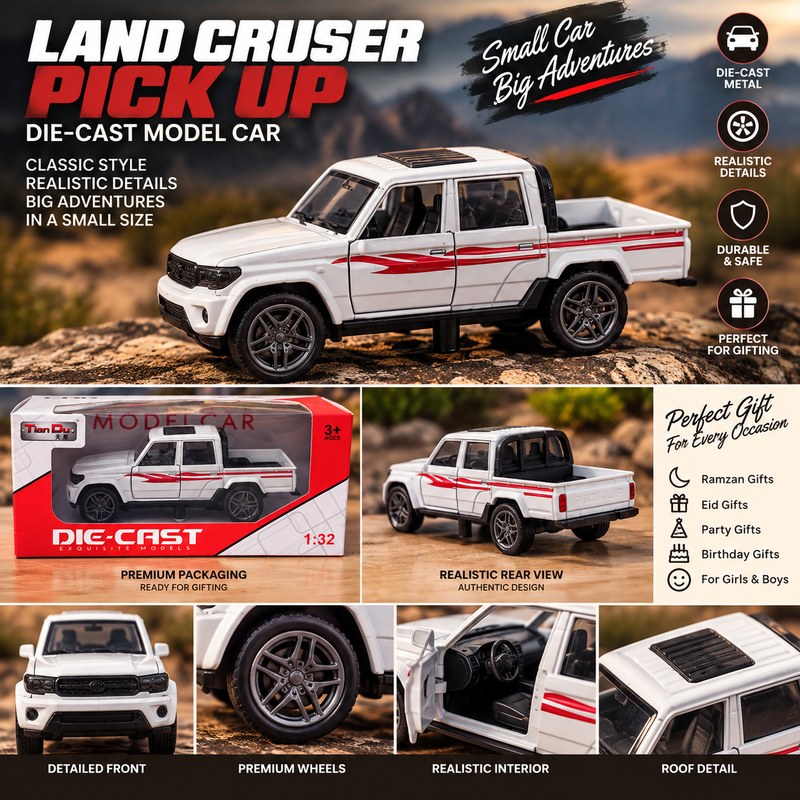 LAND CRUSER
PICK UP
DIE-CAST MODEL CAR
CLASSIC STYLE
REALISTIC DETAILS
BIG ADVENTURES
IN A SMALL SIZE
Small Car
Big Adventures
DIE-CAST
METAL
REALISTIC
DETAILS
DURABLE
& SAFE
PERFECT
FOR GIFTING
MODEL CAR
Tian Du
3+
AGES
DIE-CAST
EXQUISITE MODELS
1:32
PREMIUM PACKAGING
READY FOR GIFTING
REALISTIC REAR VIEW
AUTHENTIC DESIGN
Perfect Gift
For Every Occasion
Ramzan Gifts
Eid Gifts
Party Gifts
Birthday Gifts
For Girls & Boys
DETAILED FRONT
PREMIUM WHEELS
REALISTIC INTERIOR
ROOF DETAIL